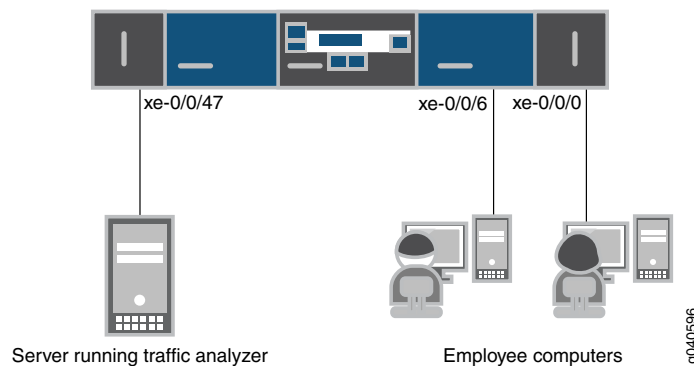 xe-0/0/47
xe-0/0/6
xe-0/0/0
Server running traffic analyzer
Employee computers
g040596